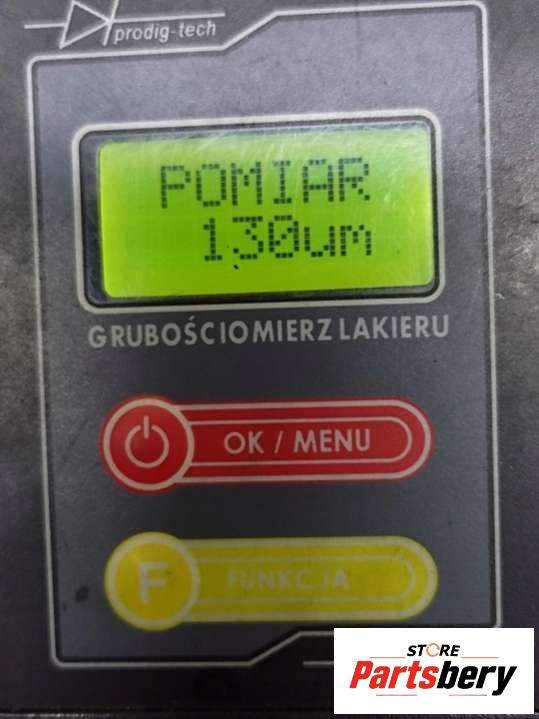 prodig-tech
POMIAR
130um
GRUBOŚCIOMIERZ LAKIERU
OK / MENU
F
FUNKCJA
STORE
Partsbery